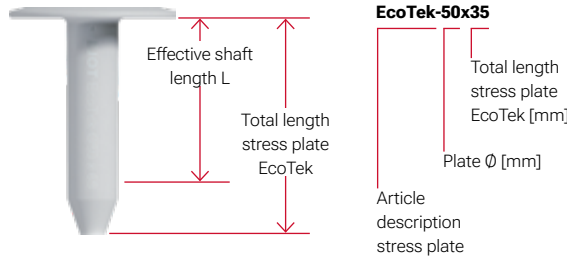 Effective shaft
length L
Total length
stress plate
EcoTek
EcoTek-50x35
Total length
stress plate
EcoTek [mm]
Plate Ø [mm]
Article
description
stress plate